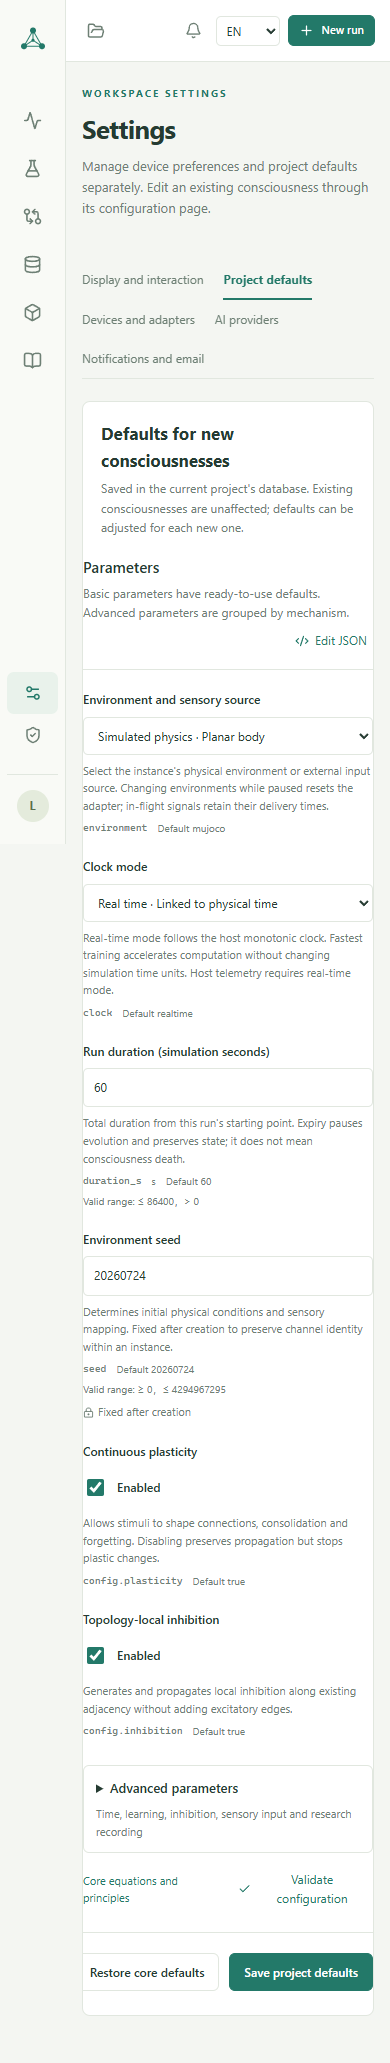 EN
New run
WORKSPACE SETTINGS
Settings
Manage device preferences and project defaults
separately. Edit an existing consciousness through
its configuration page.
Display and interaction
Project defaults
Devices and adapters
AI providers
Notifications and email
Defaults for new
consciousnesses
Saved in the current project's database. Existing
consciousnesses are unaffected; defaults can be
adjusted for each new one.
Parameters
Basic parameters have ready-to-use defaults.
Advanced parameters are grouped by mechanism.
</> Edit JSON
Environment and sensory source
Simulated physics · Planar body
Select the instance's physical environment or external input
source. Changing environments while paused resets the
adapter; in-flight signals retain their delivery times.
environment Default mujoco
Clock mode
Real time · Linked to physical time
Real-time mode follows the host monotonic clock. Fastest
training accelerates computation without changing
simulation time units. Host telemetry requires real-time
mode.
clock Default realtime
Run duration (simulation seconds)
60
Total duration from this run's starting point. Expiry pauses
evolution and preserves state; it does not mean
consciousness death.
duration_s s Default 60
Valid range: ≤ 86400, > 0
Environment seed
20260724
Determines initial physical conditions and sensory
mapping. Fixed after creation to preserve channel identity
within an instance.
seed Default 20260724
Valid range: ≥ 0, ≤ 4294967295
Fixed after creation
Continuous plasticity
Enabled
Allows stimuli to shape connections, consolidation and
forgetting. Disabling preserves propagation but stops
plastic changes.
config.plasticity Default true
Topology-local inhibition
Enabled
Generates and propagates local inhibition along existing
adjacency without adding excitatory edges.
config.inhibition Default true
Advanced parameters
Time, learning, inhibition, sensory input and research
recording
Core equations and
principles
Validate
configuration
Restore core defaults
Save project defaults
L